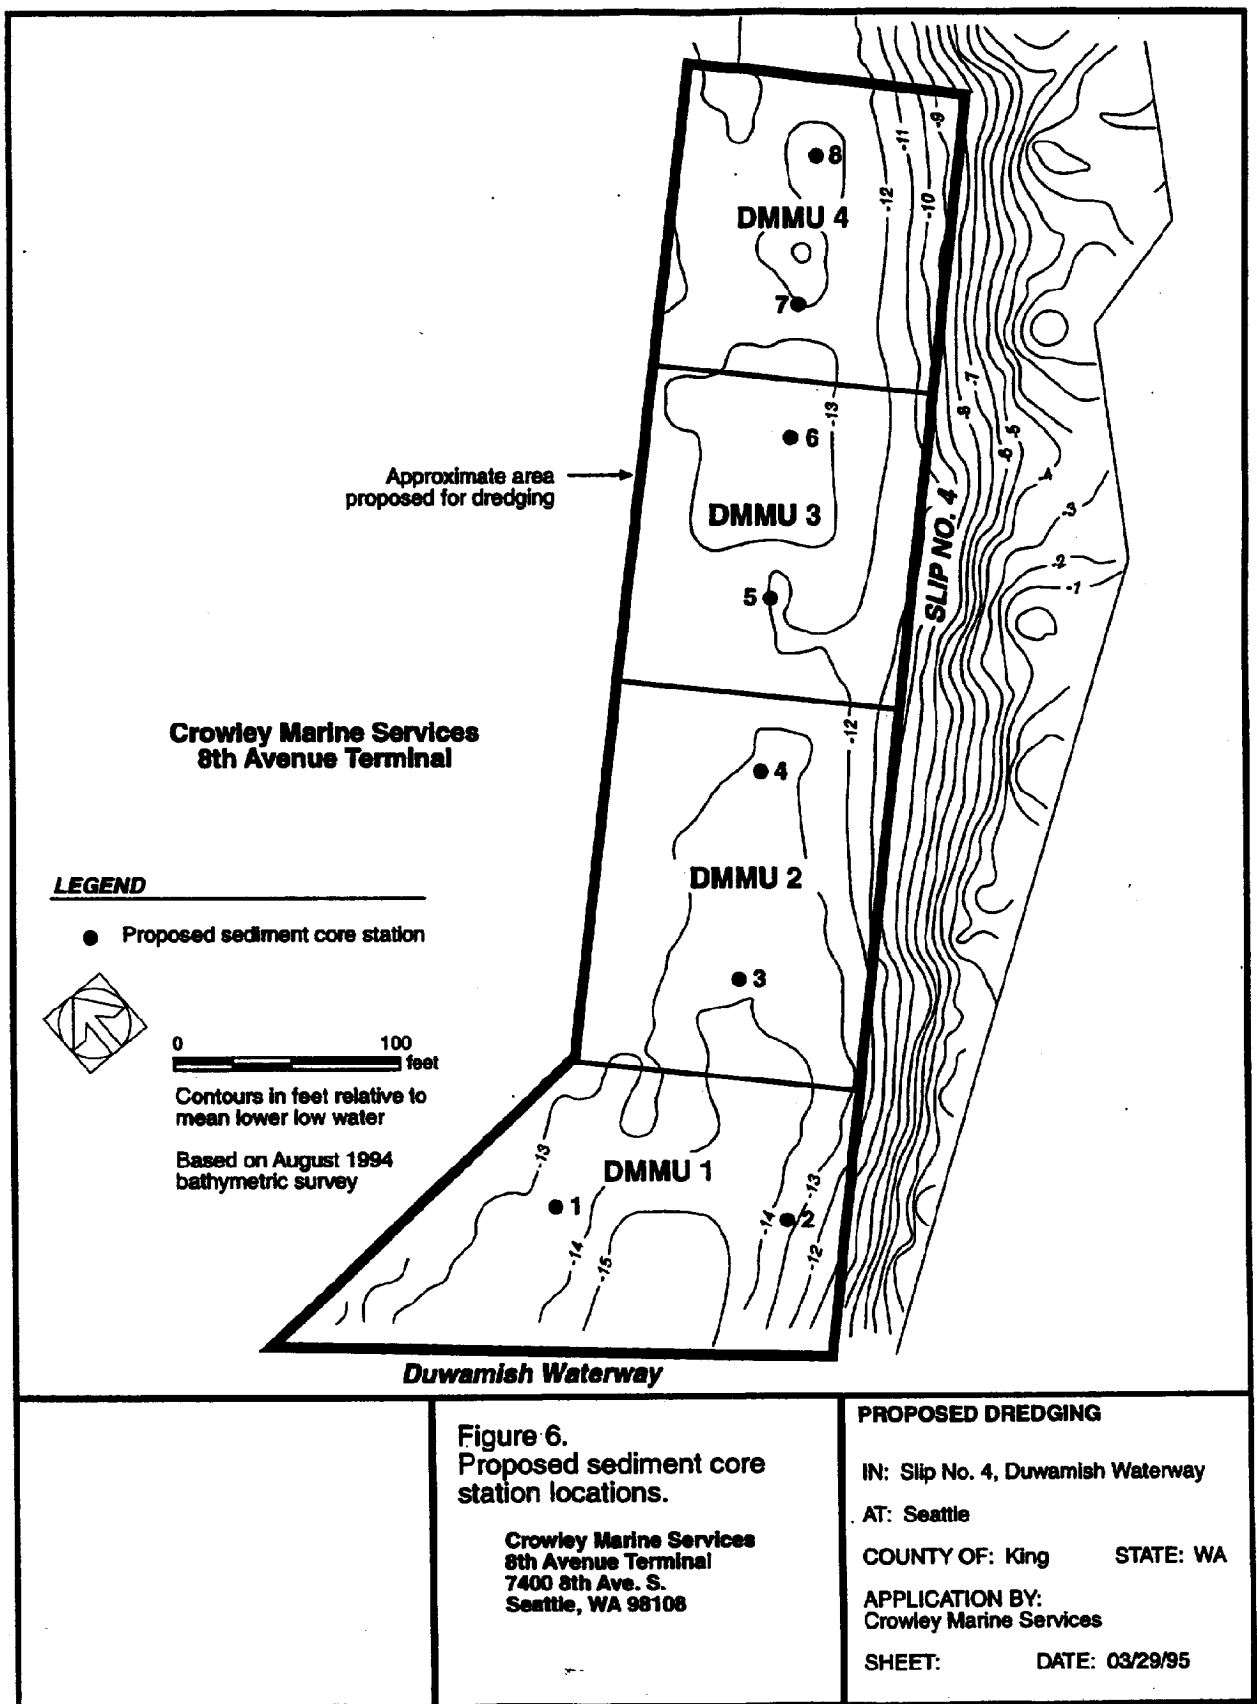 -9
-11
8
-12
-10
DMMU 4
7
-7
-8
-13
6
-5
-6
Approximate area
proposed for dredging
-4
DMMU 3
SLIP NO. 4
-3
-2
-1
5
Crowley Marine Services
8th Avenue Terminal
-12
4
DMMU 2
LEGEND
Proposed sediment core station
3
0 100
feet
Contours in feet relative to
mean lower low water
Based on August 1994
bathymetric survey
-13
DMMU 1
-13
1
-14
2
-14
-15
-12
Duwamish Waterway
Figure 6.
Proposed sediment core
station locations.
Crowley Marine Services
8th Avenue Terminal
7400 8th Ave. S.
Seattle, WA 98108
PROPOSED DREDGING
IN: Slip No. 4, Duwamish Waterway
AT: Seattle
COUNTY OF: King STATE: WA
APPLICATION BY:
Crowley Marine Services
SHEET: DATE: 03/29/95